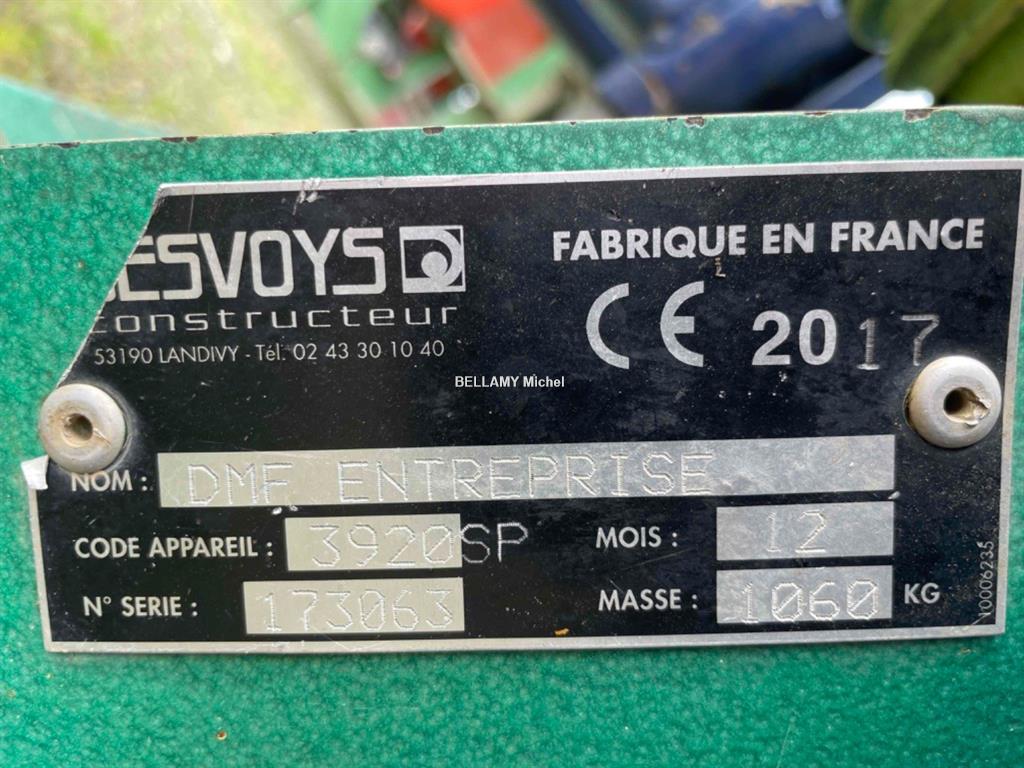 ESVOYS
constructeur
53190 LANDIVY - Tél. 02 43 30 10 40
FABRIQUE EN FRANCE
CE 2017
BELLAMY Michel
NOM : DMF ENTREPRISE
CODE APPAREIL : 3920SP
MOIS : 12
N° SERIE : 173063
MASSE : 1060 KG
10006235